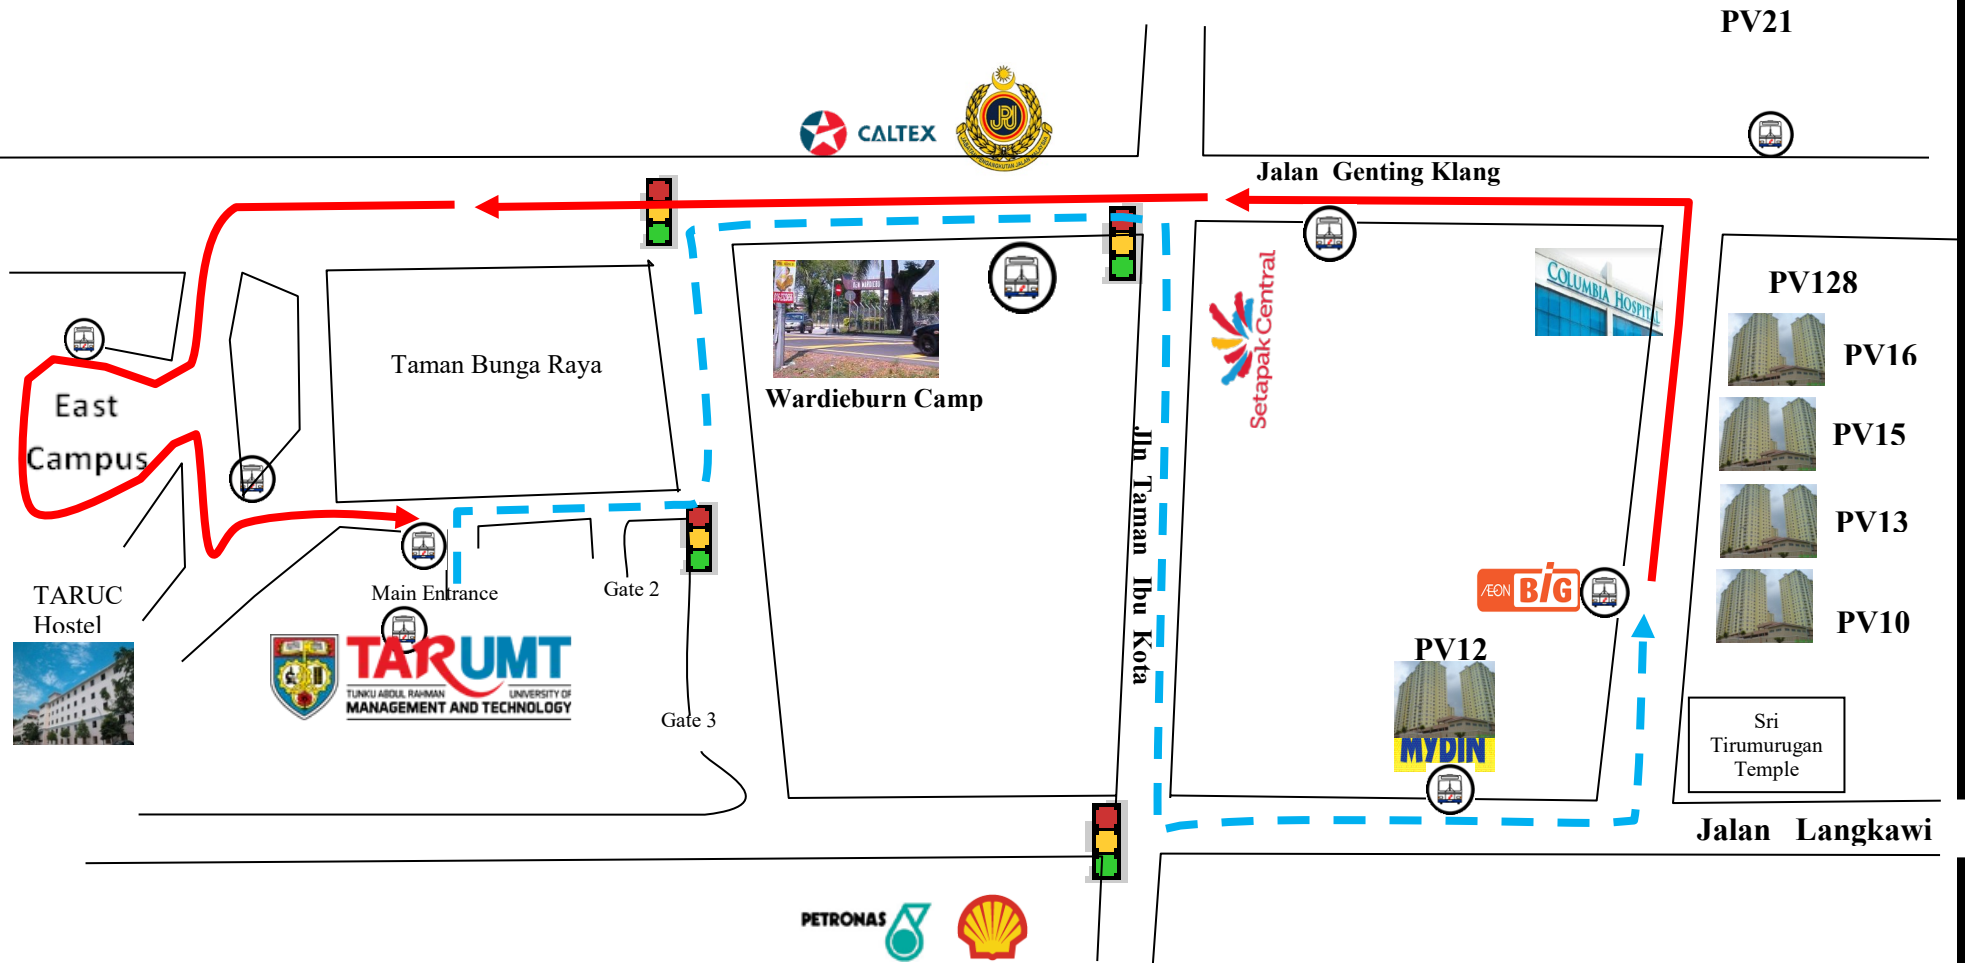 PV21
CALTEX
Jalan Genting Klang
COLUMBIA HOSPITAL
PV128
Setapak Central
PV16
Taman Bunga Raya
Wardieburn Camp
East
Campus
PV15
Jln Taman Ibu Kota
PV13
TARUC
Hostel
Main Entrance
Gate 2
ÆON BiG
PV10
PV12
TARUMT
TUNKU ABDUL RAHMAN UNIVERSITY OF
MANAGEMENT AND TECHNOLOGY
Gate 3
MYDIN
Sri
Tirumurugan
Temple
Jalan Langkawi
PETRONAS